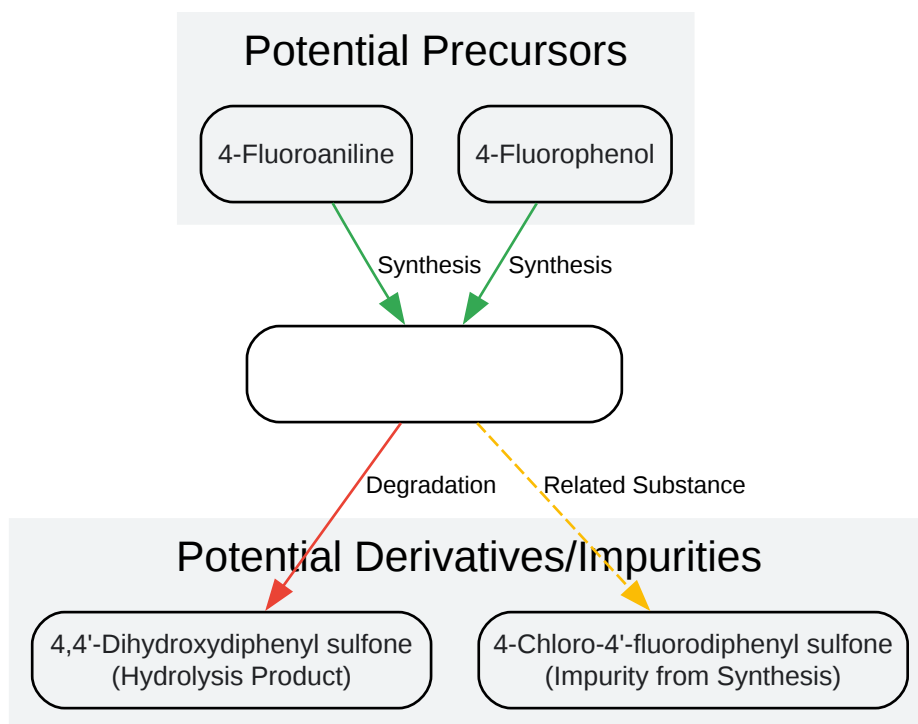 Potential Precursors
4-Fluoroaniline
4-Fluorophenol
Synthesis
Synthesis
Degradation
Related Substance
Potential Derivatives/Impurities
4,4'-Dihydroxydiphenyl sulfone
(Hydrolysis Product)
4-Chloro-4'-fluorodiphenyl sulfone
(Impurity from Synthesis)